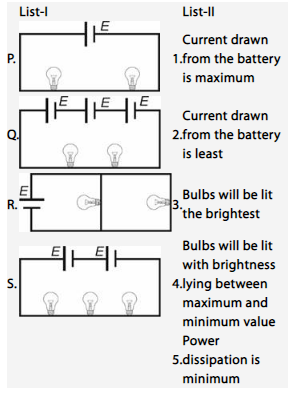 List-I List-II
E
P.
Current drawn
1.from the battery
is maximum
E E E
Q.
Current drawn
2.from the battery
is least
E
R.
3.Bulbs will be lit
the brightest
E E
S.
Bulbs will be lit
with brightness
4.lying between
maximum and
minimum value
Power
5.dissipation is
minimum